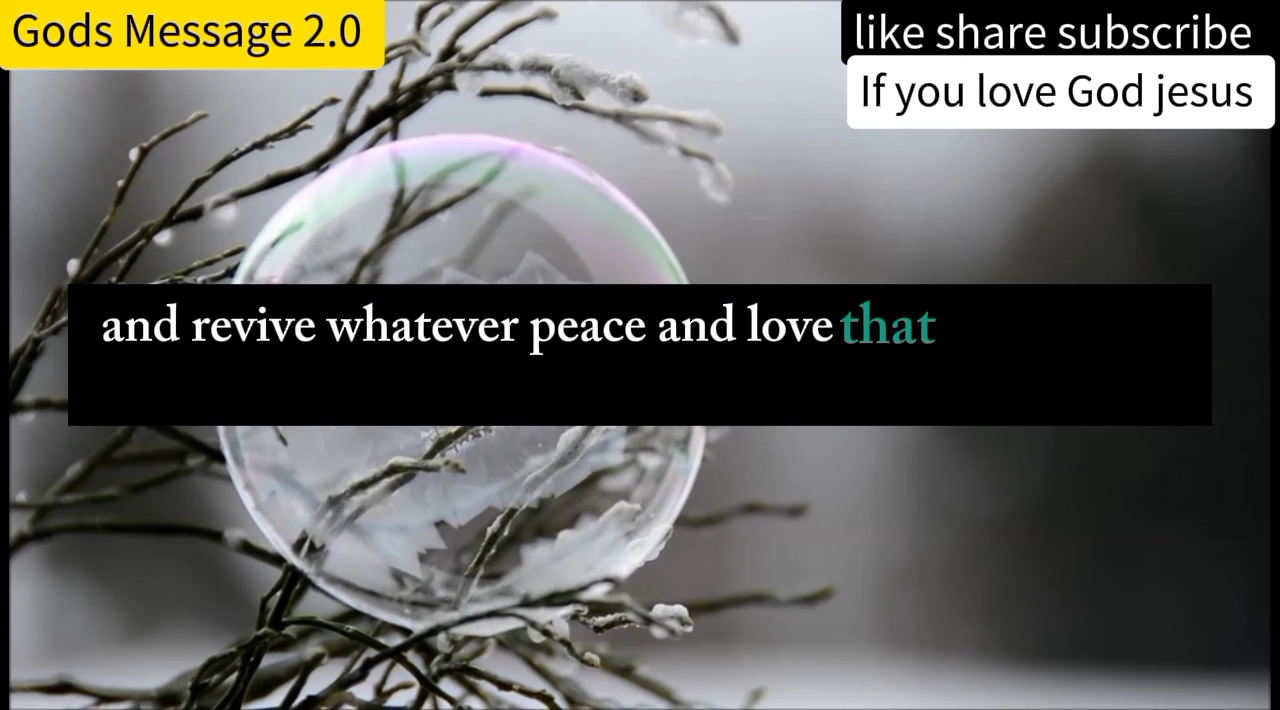 Gods Message 2.0
like share subscribe
If you love God jesus
and revive whatever peace and love that